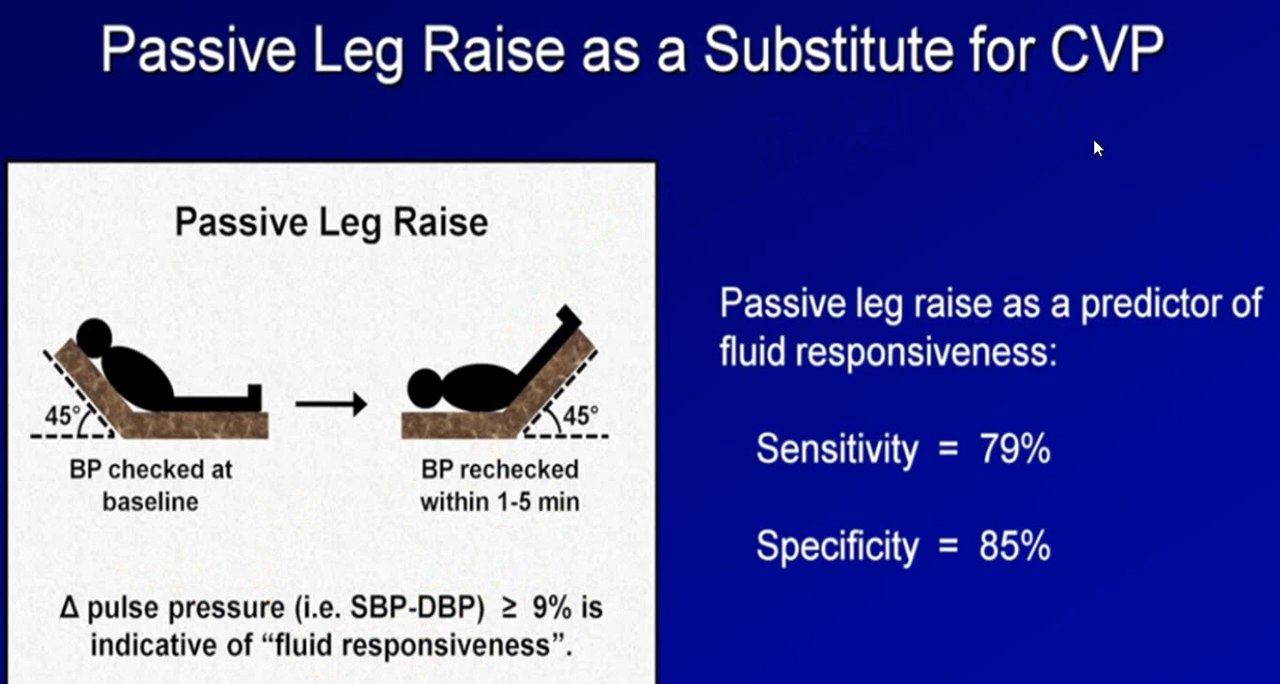 Passive Leg Raise as a Substitute for CVP
Passive Leg Raise
45°
45°
BP checked at
baseline
BP rechecked
within 1-5 min
Δ pulse pressure (i.e. SBP-DBP) ≥ 9% is
indicative of “fluid responsiveness”.
Passive leg raise as a predictor of
fluid responsiveness:
Sensitivity = 79%
Specificity = 85%